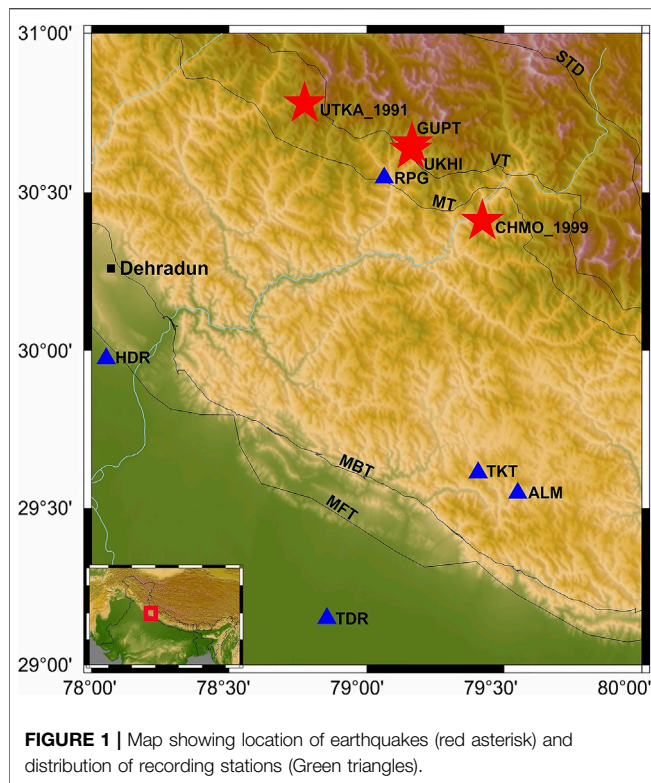 31°00'
STD
UTKA_1991
GUPT
UKHI
VT
30°30'
RPG
MT
CHMO_1999
Dehradun
30°00'
HDR
MBT
TKT
ALM
29°30'
MFT
TDR
29°00'
78°00' 78°30' 79°00' 79°30' 80°00'
FIGURE 1 | Map showing location of earthquakes (red asterisk) and
distribution of recording stations (Green triangles).